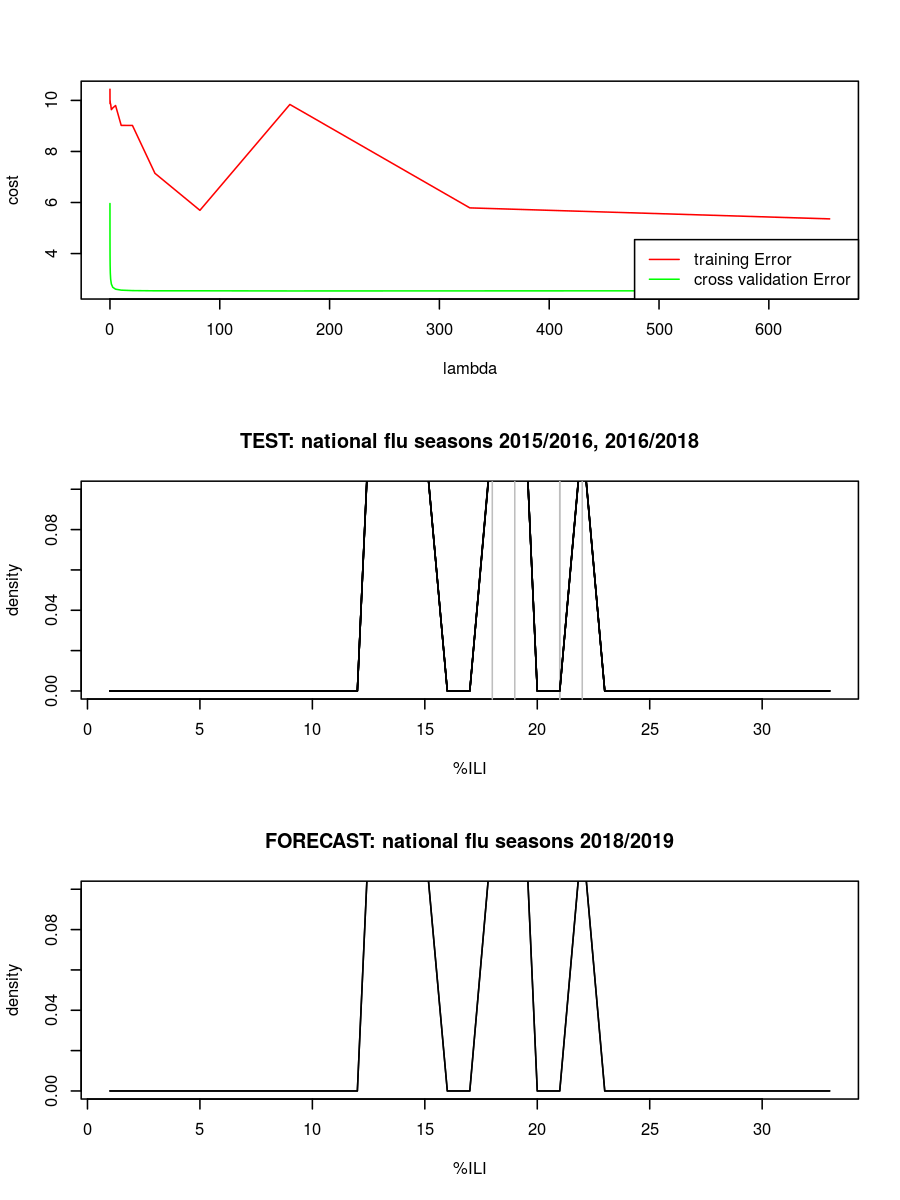 cost
10
8
6
4
training Error
cross validation Error
0 100 200 300 400 500 600
lambda
TEST: national flu seasons 2015/2016, 2016/2018
density
0.08
0.04
0.00
0 5 10 15 20 25 30
%ILI
FORECAST: national flu seasons 2018/2019
density
0.08
0.04
0.00
0 5 10 15 20 25 30
%ILI